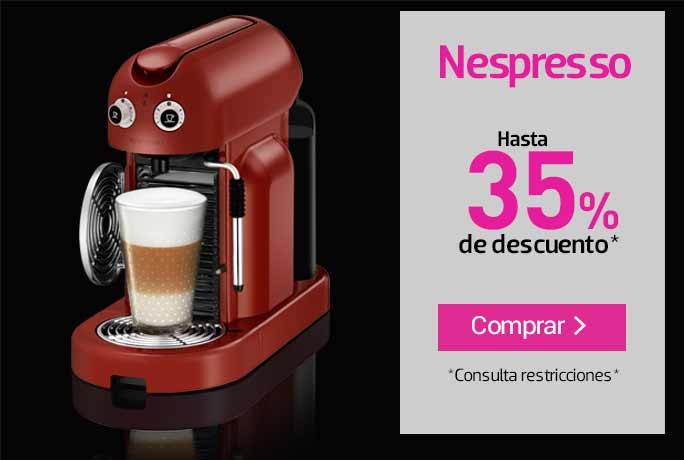 Nespresso
Hasta
35%
de descuento*
Comprar >
*Consulta restricciones*